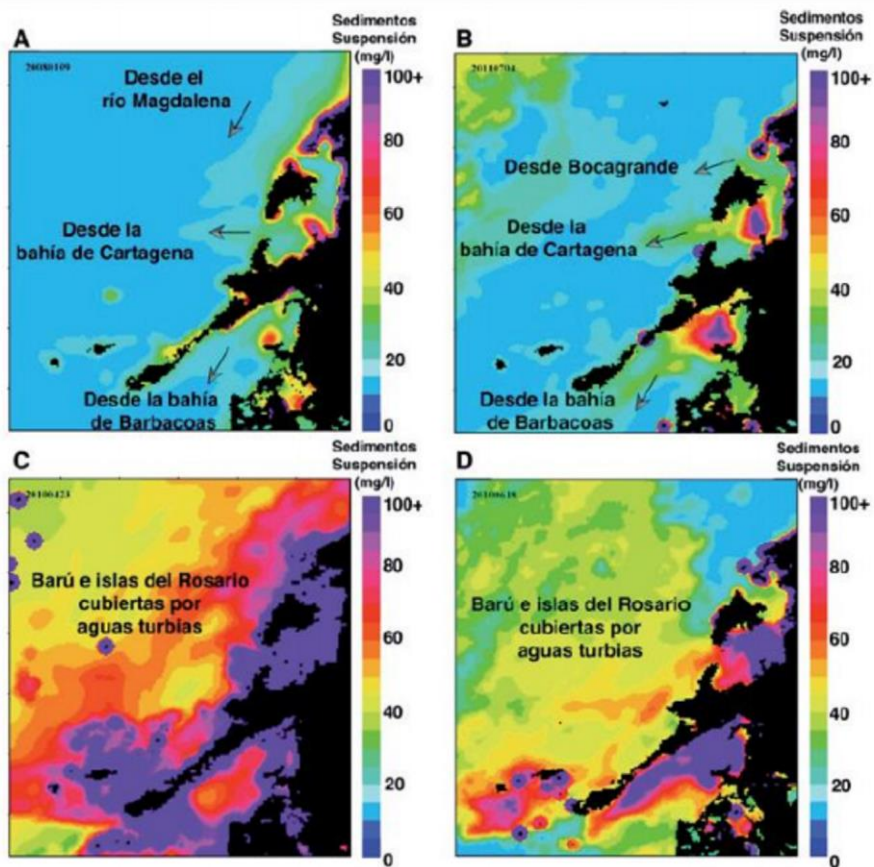 A
Sedimentos
Suspensión
(mg/l)
20080109
Desde el
río Magdalena
Desde la
bahía de Cartagena
Desde la bahía
de Barbacoas
100+
80
60
40
20
0
B
Sedimentos
Suspensión
(mg/l)
20110704
Desde Bocagrande
Desde la
bahía de Cartagena
Desde la bahía
de Barbacoas
100+
80
60
40
20
0
C
Sedimentos
Suspensión
(mg/l)
20100423
Barú e islas del Rosario
cubiertas por
aguas turbias
100+
80
60
40
20
0
D
Sedimentos
Suspensión
(mg/l)
Barú e islas del Rosario
cubiertas por
aguas turbias
100+
80
60
40
20
0